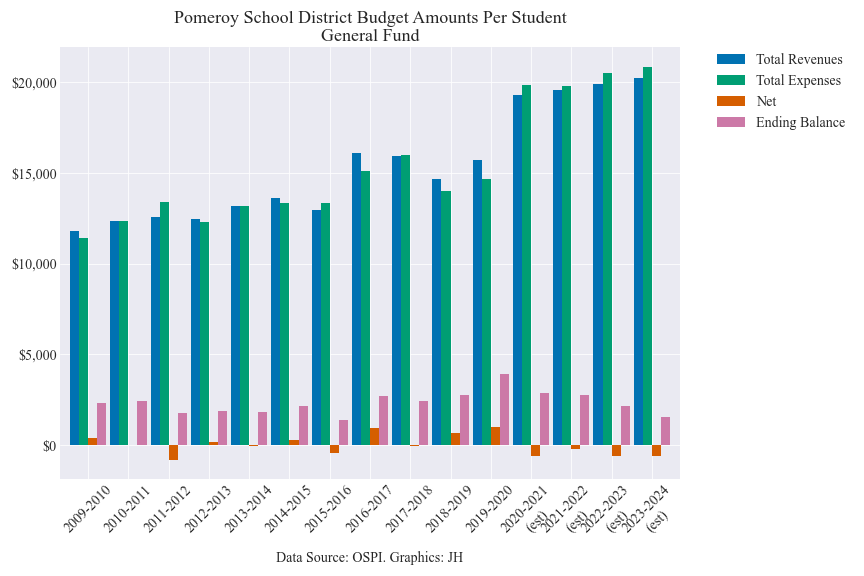 Pomeroy School District Budget Amounts Per Student
General Fund
Total Revenues
Total Expenses
Net
Ending Balance
$20,000
$15,000
$10,000
$5,000
$0
2009-2010
2010-2011
2011-2012
2012-2013
2013-2014
2014-2015
2015-2016
2016-2017
2017-2018
2018-2019
2019-2020
2020-2021
(est)
2021-2022
(est)
2022-2023
(est)
2023-2024
(est)
Data Source: OSPI. Graphics: JH